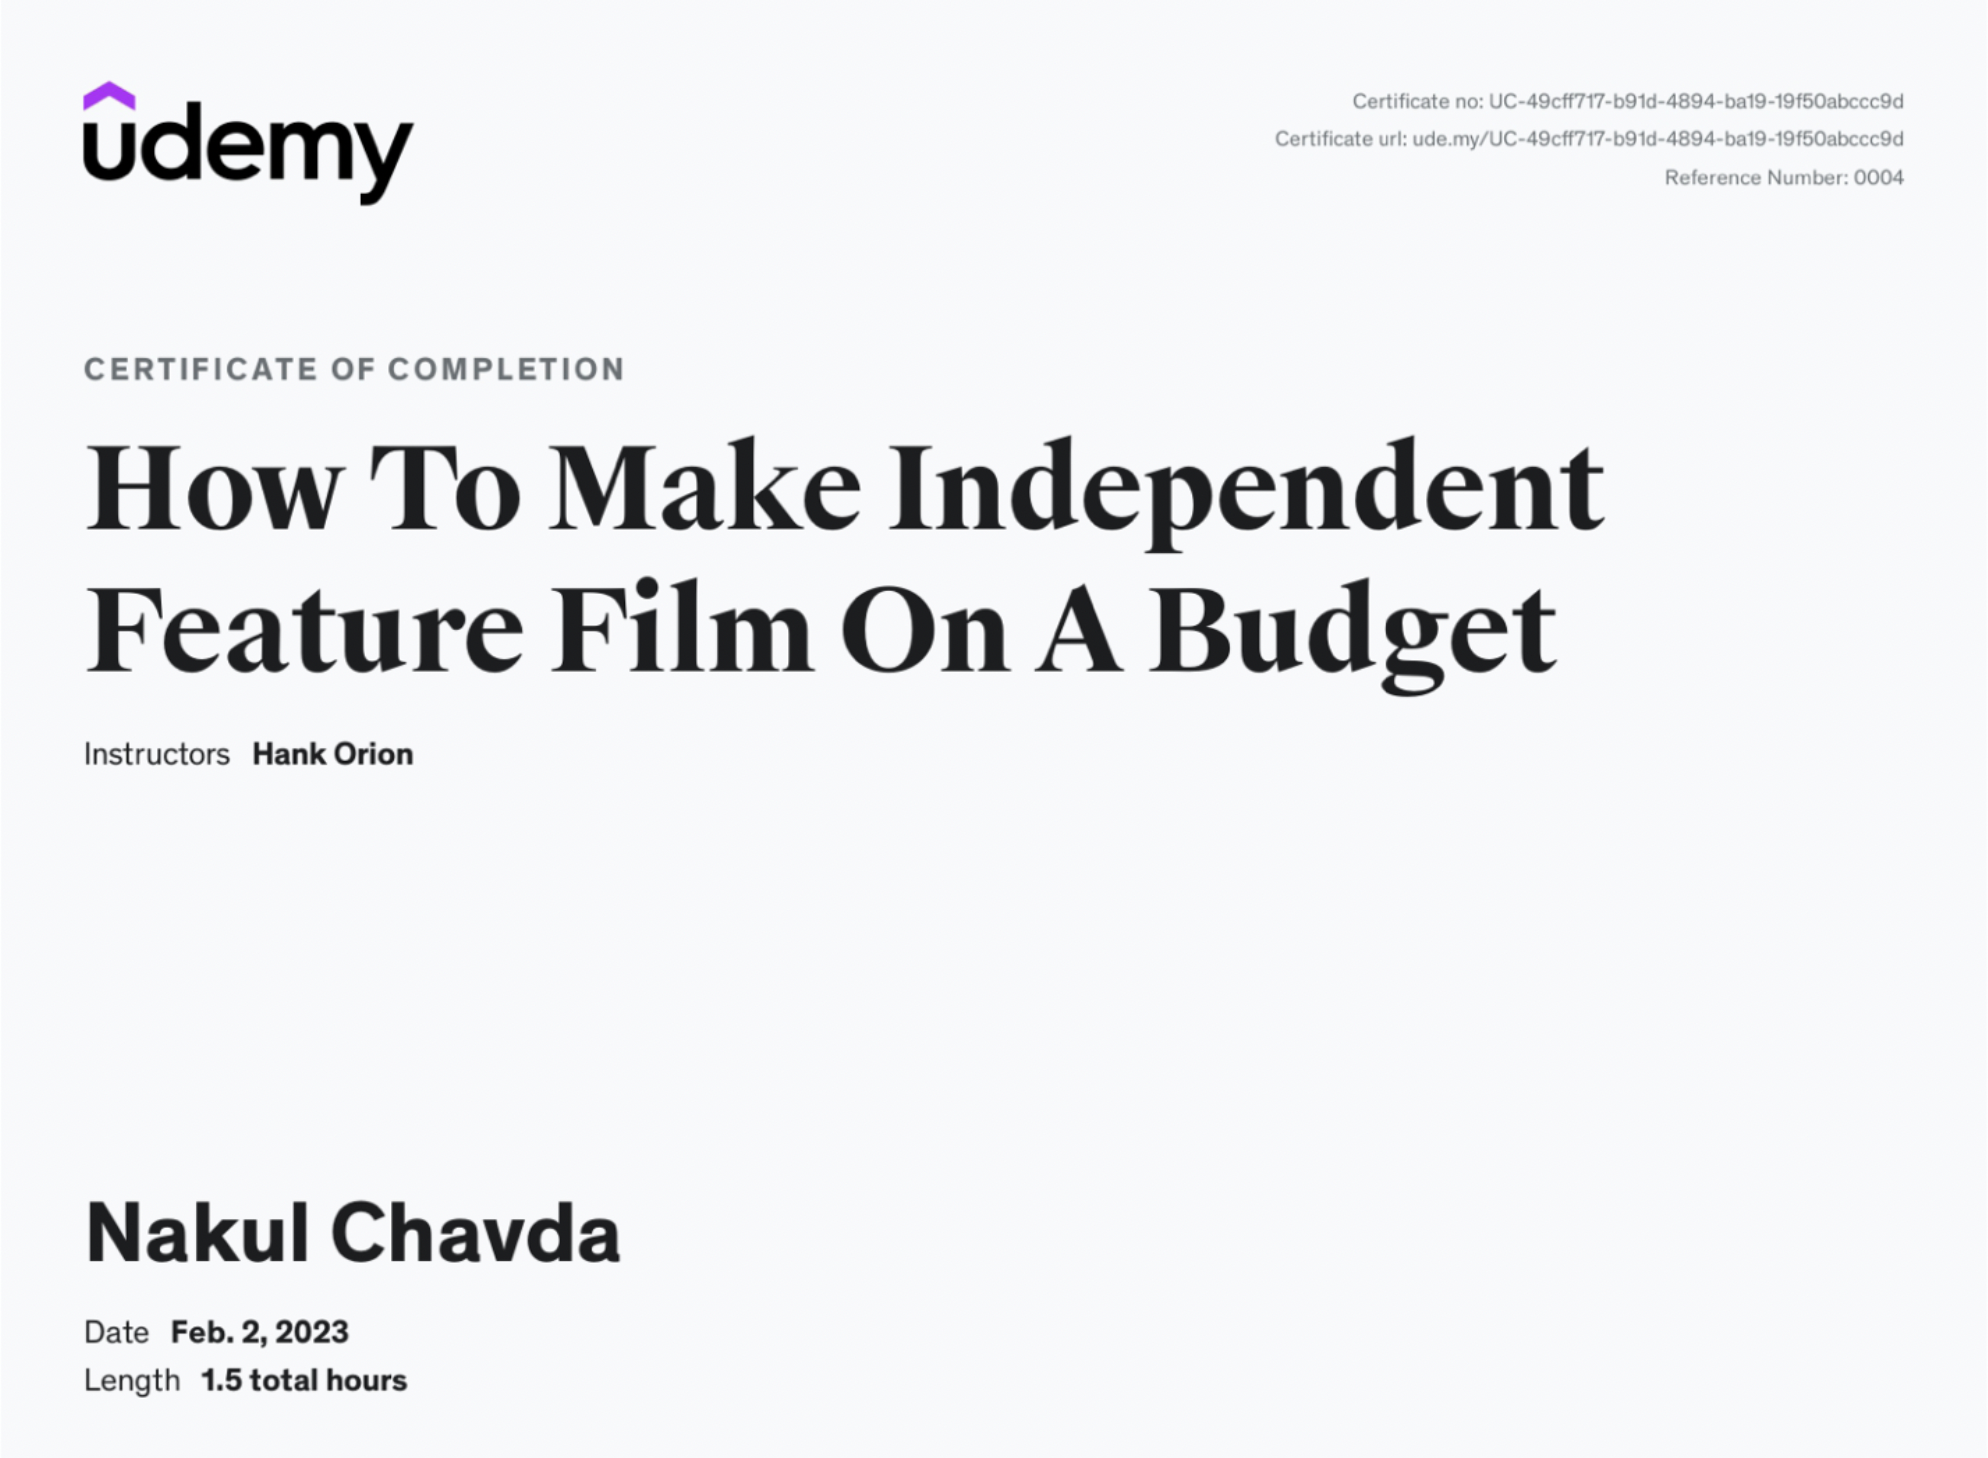 udemy
Certificate no: UC-49cff717-b91d-4894-ba19-19f50abccc9d
Certificate url: ude.my/UC-49cff717-b91d-4894-ba19-19f50abccc9d
Reference Number: 0004
CERTIFICATE OF COMPLETION
How To Make Independent
Feature Film On A Budget
Instructors Hank Orion
Nakul Chavda
Date Feb. 2, 2023
Length 1.5 total hours